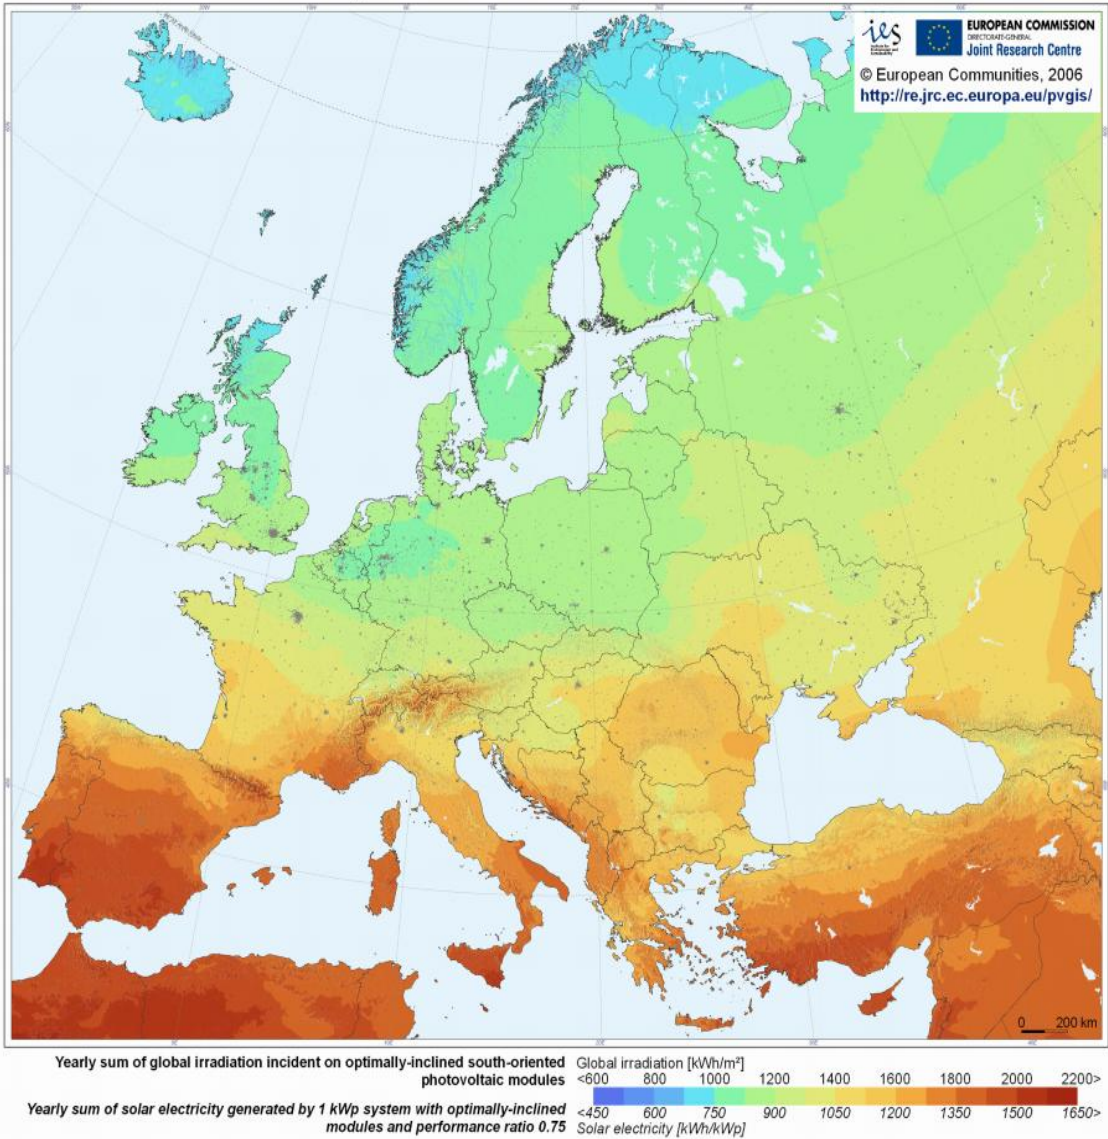 ies
EUROPEAN COMMISSION
DIRECTORATE-GENERAL
Joint Research Centre
© European Communities, 2006
http://re.jrc.ec.europa.eu/pvgis/
0 200 km
Yearly sum of global irradiation incident on optimally-inclined south-oriented
photovoltaic modules
Global irradiation [kWh/m²]
<600 800 1000 1200 1400 1600 1800 2000 2200>
Yearly sum of solar electricity generated by 1 kWp system with optimally-inclined
modules and performance ratio 0.75
<450 600 750 900 1050 1200 1350 1500 1650>
Solar electricity [kWh/kWp]